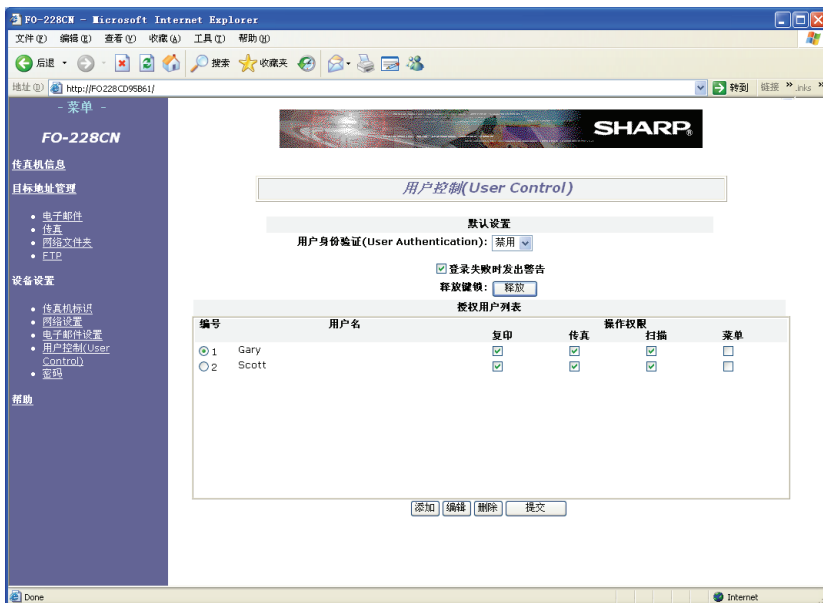 FO-228CN - Microsoft Internet Explorer
文件(F) 编辑(E) 查看(V) 收藏(A) 工具(T) 帮助(H)
后退 搜索 收藏夹
地址(D) http://FO228CD95B61/ 转到 链接 »
- 菜单 -
FO-228CN
传真机信息
目标地址管理
• 电子邮件
• 传真
• 网络文件夹
• FTP
设备设置
• 传真机标识
• 网络设置
• 电子邮件设置
• 用户控制(User
Control)
• 密码
帮助
SHARP®
用户控制(User Control)
默认设置
用户身份验证(User Authentication): 禁用
登录失败时发出警告
释放键锁: 释放
授权用户列表
编号 用户名 操作权限
复印 传真 扫描 菜单
1 Gary
2 Scott
添加 编辑 删除 提交
Done Internet